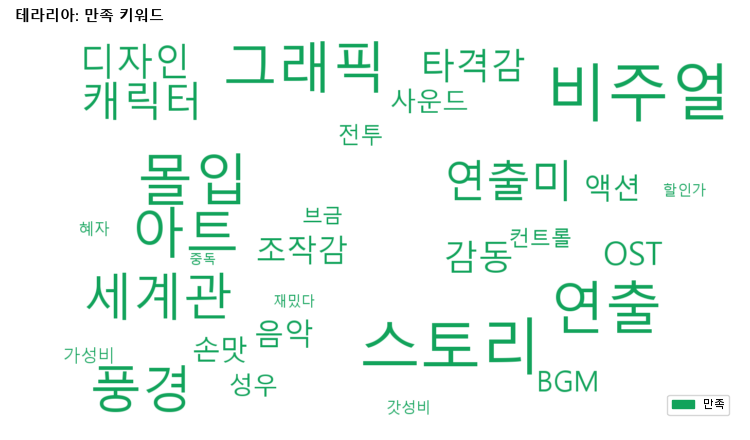 테라리아: 만족 키워드
디자인
그래픽
타격감
비주얼
캐릭터
사운드
전투
몰입
연출미
액션
할인가
아트
브금
혜자
조작감
컨트롤
중독
감동
OST
세계관
재밌다
연출
음악
스토리
손맛
가성비
풍경
성우
BGM
갓성비
만족